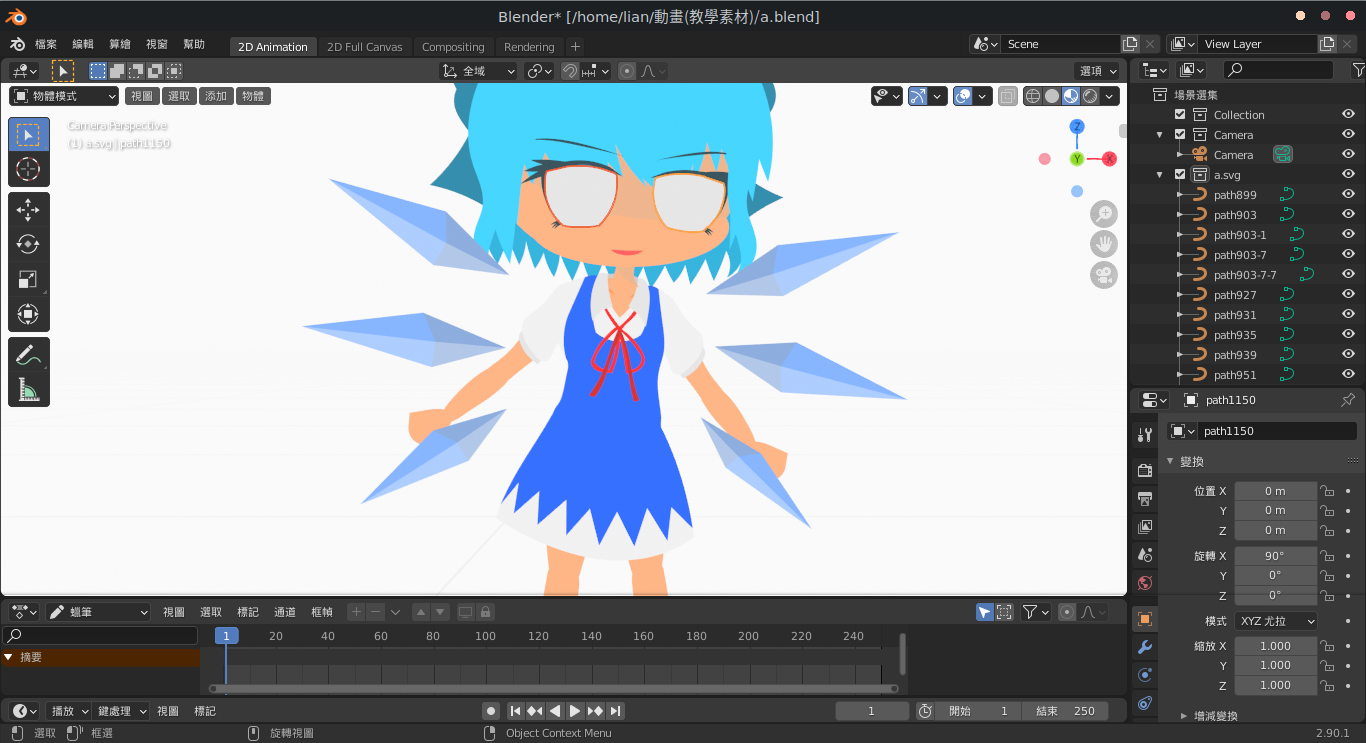 Blender* [/home/lian/動畫(教學素材)/a.blend]
檔案 編輯 算繪 視窗 幫助 2D Animation 2D Full Canvas Compositing Rendering + Scene View Layer
全域 選項
物體模式 視圖 選取 添加 物體
Camera Perspective
(1) a.svg | path1150
Z
Y
X
場景選集
Collection
Camera
Camera
a.svg
path899
path903
path903-1
path903-7
path903-7-7
path927
path931
path935
path939
path951
path1150
path1150
變換
位置 X 0 m
Y 0 m
Z 0 m
旋轉 X 90°
Y 0°
Z 0°
模式 XYZ 尤拉
縮放 X 1.000
Y 1.000
Z 1.000
增減變換
蠟筆 視圖 選取 標記 通道 框幀
1 20 40 60 80 100 120 140 160 180 200 220 240
摘要
播放 鍵處理 視圖 標記 1 開始 1 結束 250
選取 框選 旋轉視圖 Object Context Menu 2.90.1